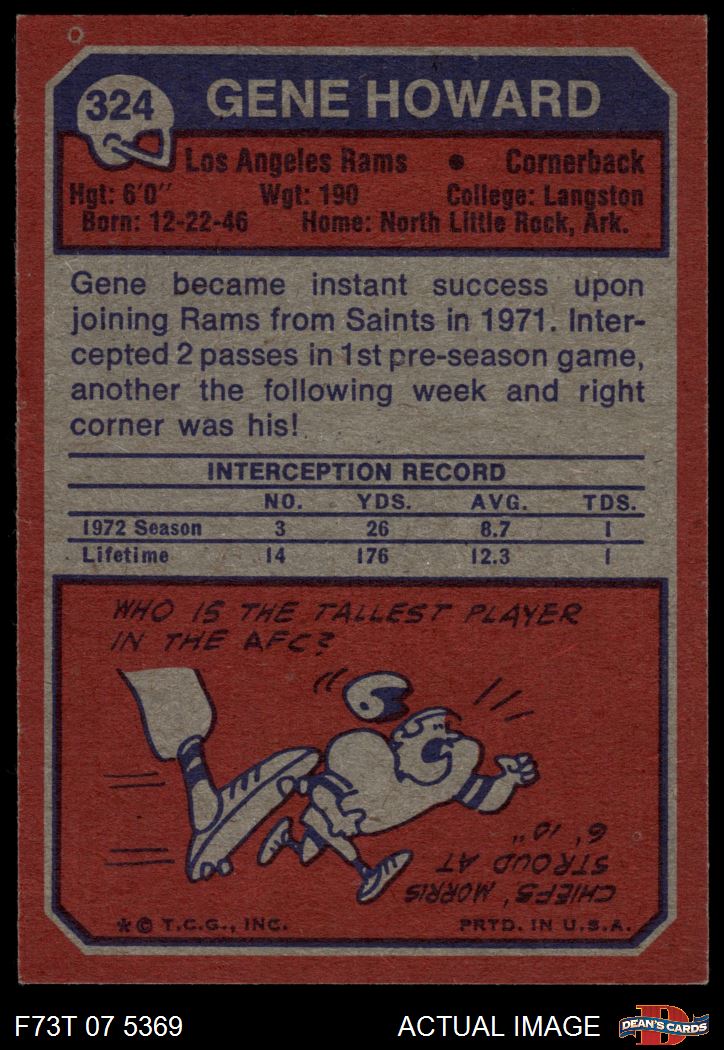 324
GENE HOWARD
Los Angeles Rams • Cornerback
Hgt: 6'0" Wgt: 190 College: Langston
Born: 12-22-46 Home: North Little Rock, Ark.
Gene became instant success upon
joining Rams from Saints in 1971. Inter-
cepted 2 passes in 1st pre-season game,
another the following week and right
corner was his!
INTERCEPTION RECORD
NO. YDS. AVG. TDS.
1972 Season 3 26 8.7 1
Lifetime 14 176 12.3 1
WHO IS THE TALLEST PLAYER
IN THE AFC?
CHIEFS' MORRIS
STROUD AT
6' 10"
* © T.C.G., INC. PRTD. IN U.S.A.
F73T 07 5369 ACTUAL IMAGE
D
DEAN'S CARDS